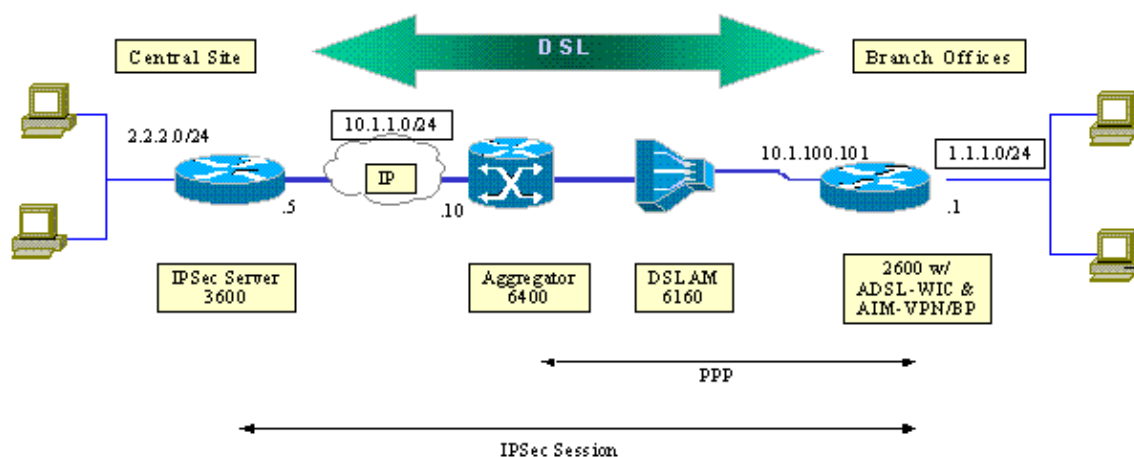 DSL
Central Site
Branch Offices
10.1.1.0/24
2.2.2.0/24
IP
10.1.100.101
1.1.1.0/24
.5
.10
.1
IPSec Server
3600
Aggregator
6400
DSLAM
6160
2600 w/
ADSL-WIC &
AIM-VPN/BP
PPP
IPSec Session